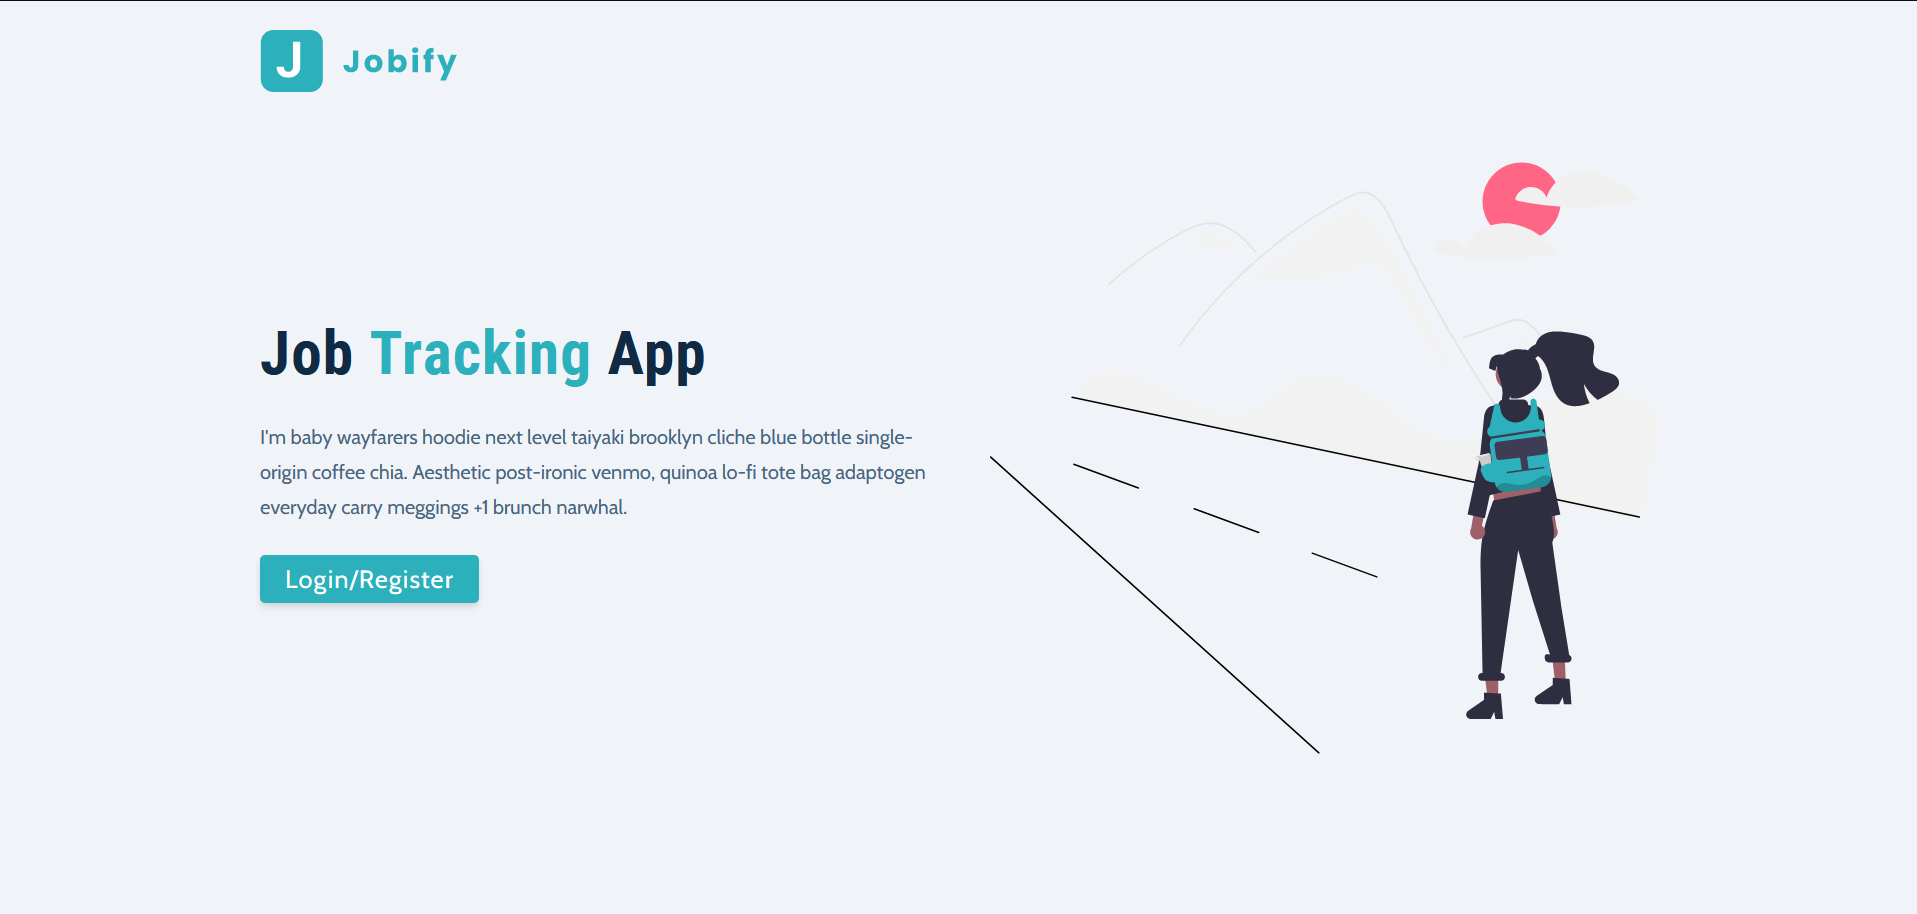 J Jobify
Job Tracking App
I'm baby wayfarers hoodie next level taiyaki brooklyn cliche blue bottle single-
origin coffee chia. Aesthetic post-ironic venmo, quinoa lo-fi tote bag adaptogen
everyday carry meggings +1 brunch narwhal.
Login/Register